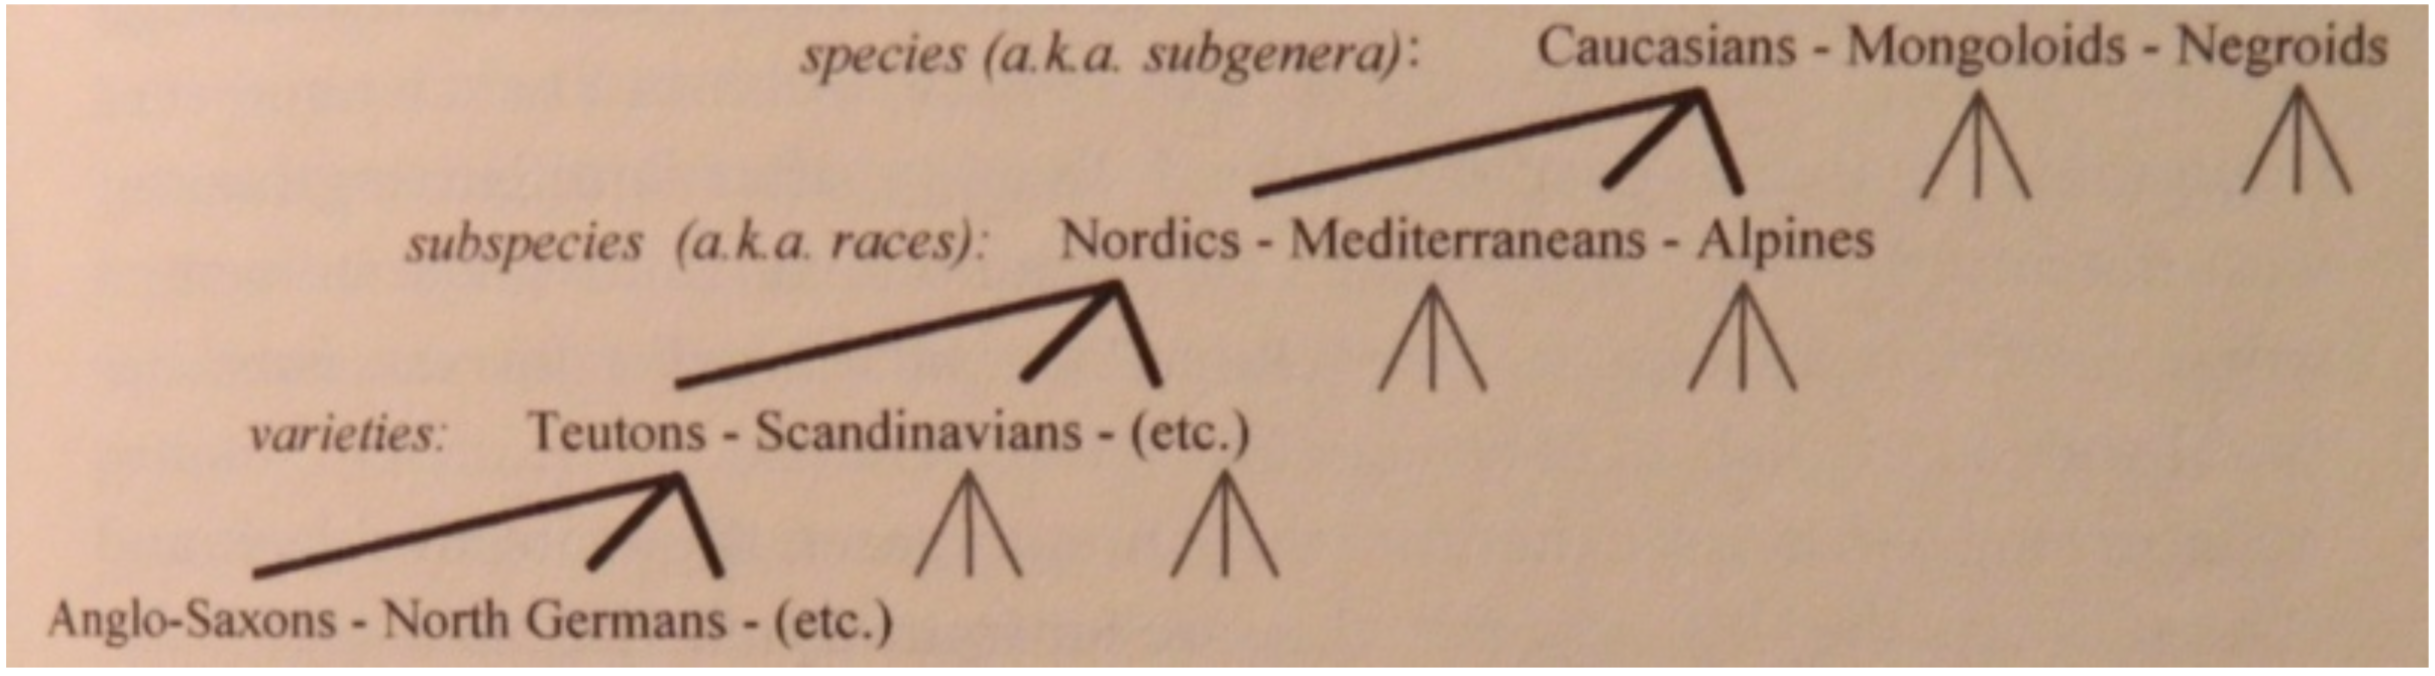 species (a.k.a. subgenera): Caucasians - Mongoloids - Negroids
subspecies (a.k.a. races): Nordics - Mediterraneans - Alpines
varieties: Teutons - Scandinavians - (etc.)
Anglo-Saxons - North Germans - (etc.)